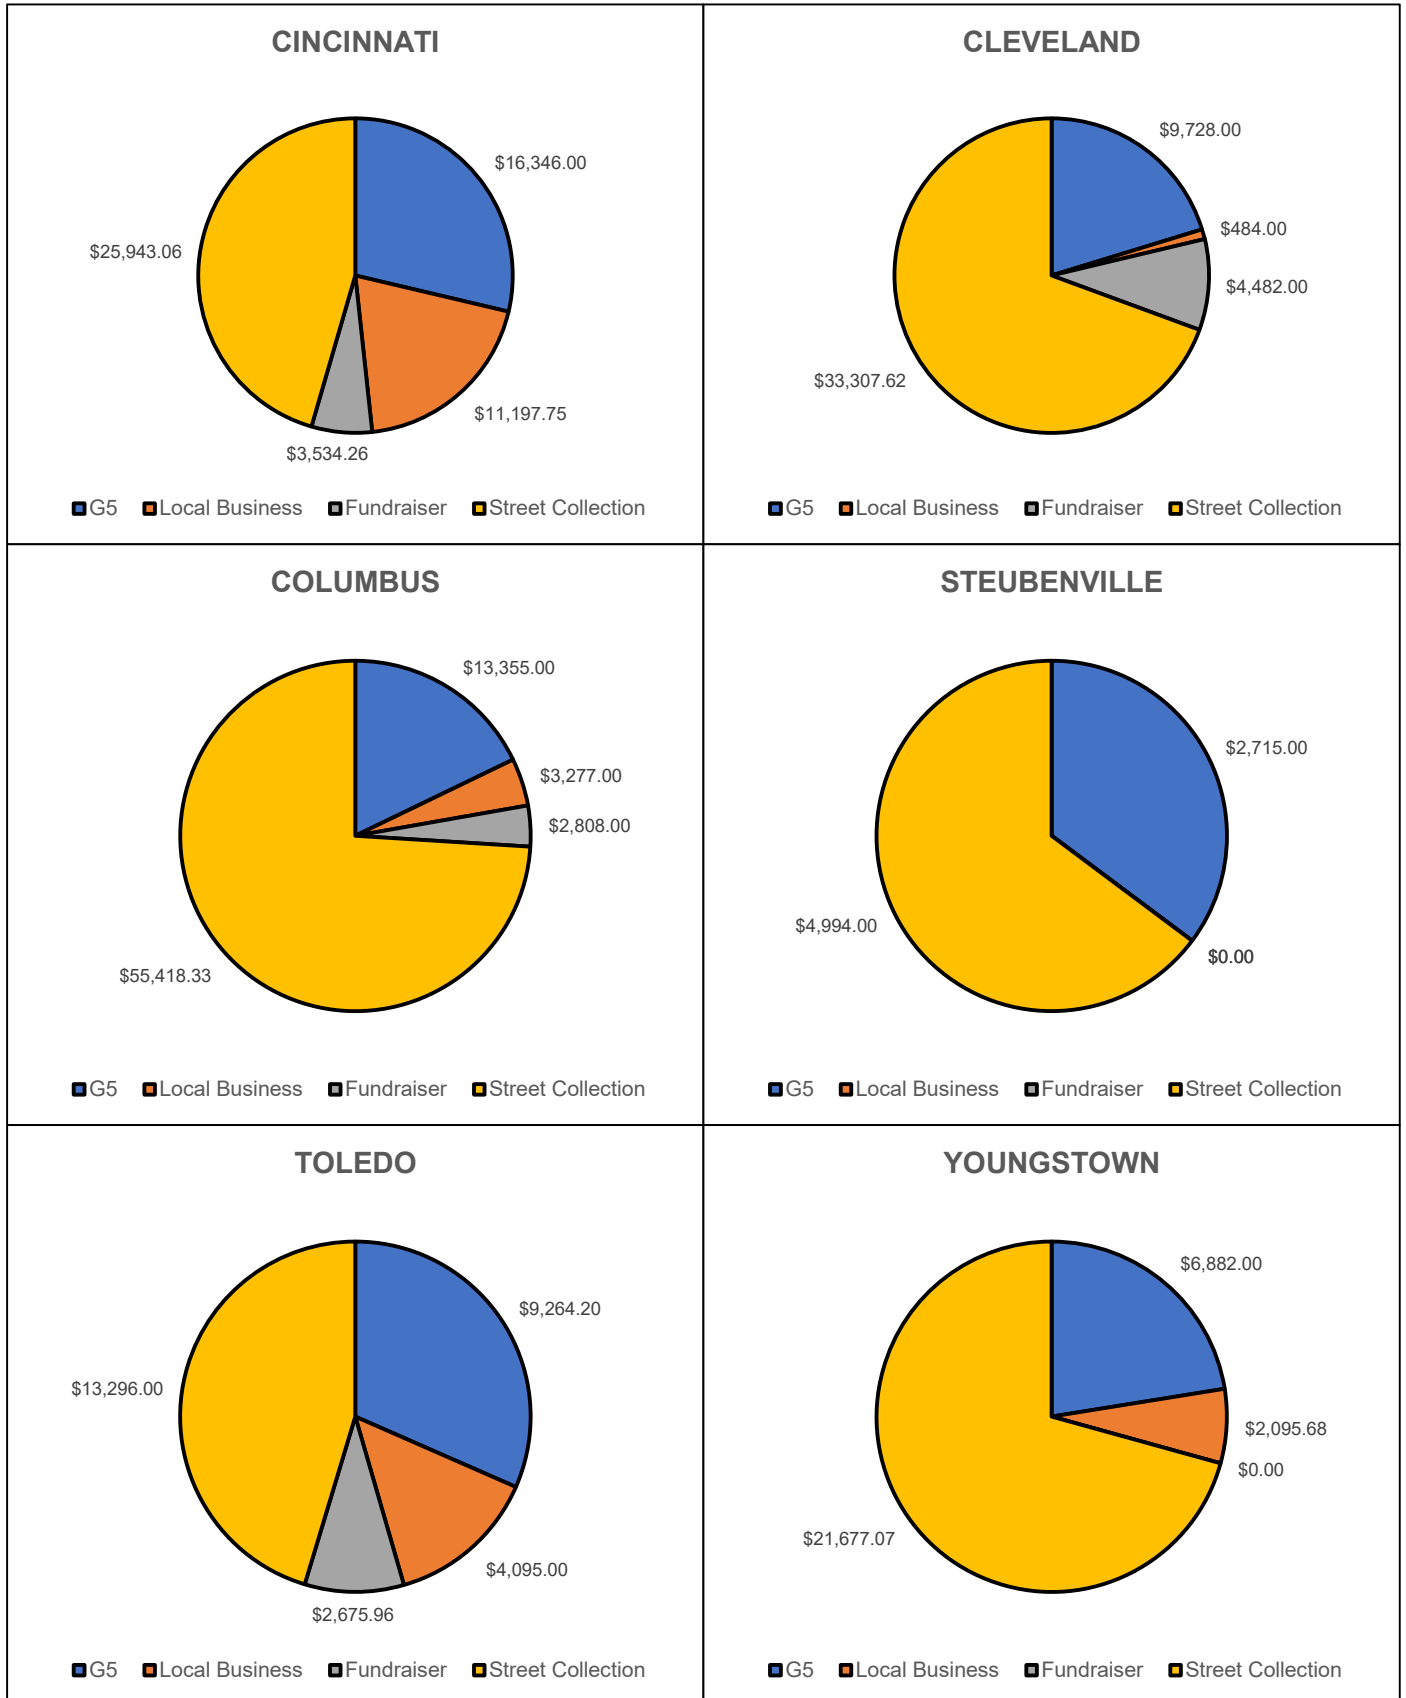 CINCINNATI
$16,346.00
$25,943.06
$11,197.75
$3,534.26
G5 Local Business Fundraiser Street Collection
CLEVELAND
$9,728.00
$484.00
$4,482.00
$33,307.62
G5 Local Business Fundraiser Street Collection
COLUMBUS
$13,355.00
$3,277.00
$2,808.00
$55,418.33
G5 Local Business Fundraiser Street Collection
STEUBENVILLE
$2,715.00
$4,994.00
$0.00
G5 Local Business Fundraiser Street Collection
TOLEDO
$9,264.20
$13,296.00
$4,095.00
$2,675.96
G5 Local Business Fundraiser Street Collection
YOUNGSTOWN
$6,882.00
$2,095.68
$0.00
$21,677.07
G5 Local Business Fundraiser Street Collection